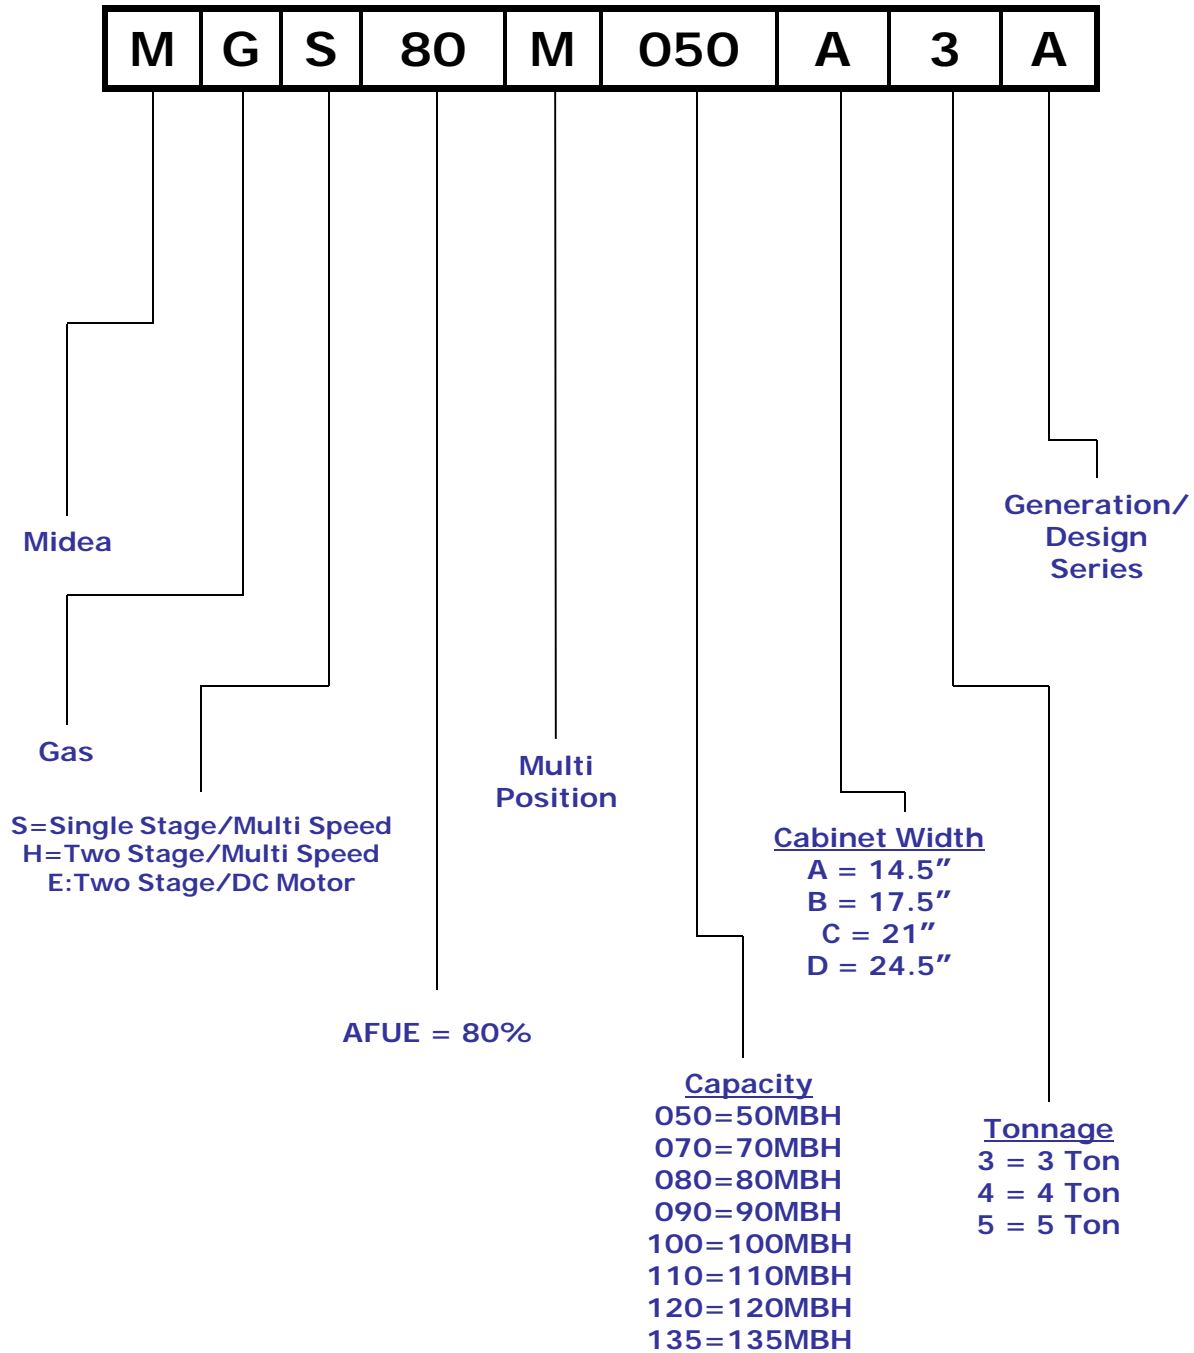 M G S 80 M 050 A 3 A
Midea
Gas
S=Single Stage/Multi Speed
H=Two Stage/Multi Speed
E:Two Stage/DC Motor
AFUE = 80%
Multi
Position
Capacity
050=50MBH
070=70MBH
080=80MBH
090=90MBH
100=100MBH
110=110MBH
120=120MBH
135=135MBH
Cabinet Width
A = 14.5”
B = 17.5”
C = 21”
D = 24.5”
Tonnage
3 = 3 Ton
4 = 4 Ton
5 = 5 Ton
Generation/
Design
Series